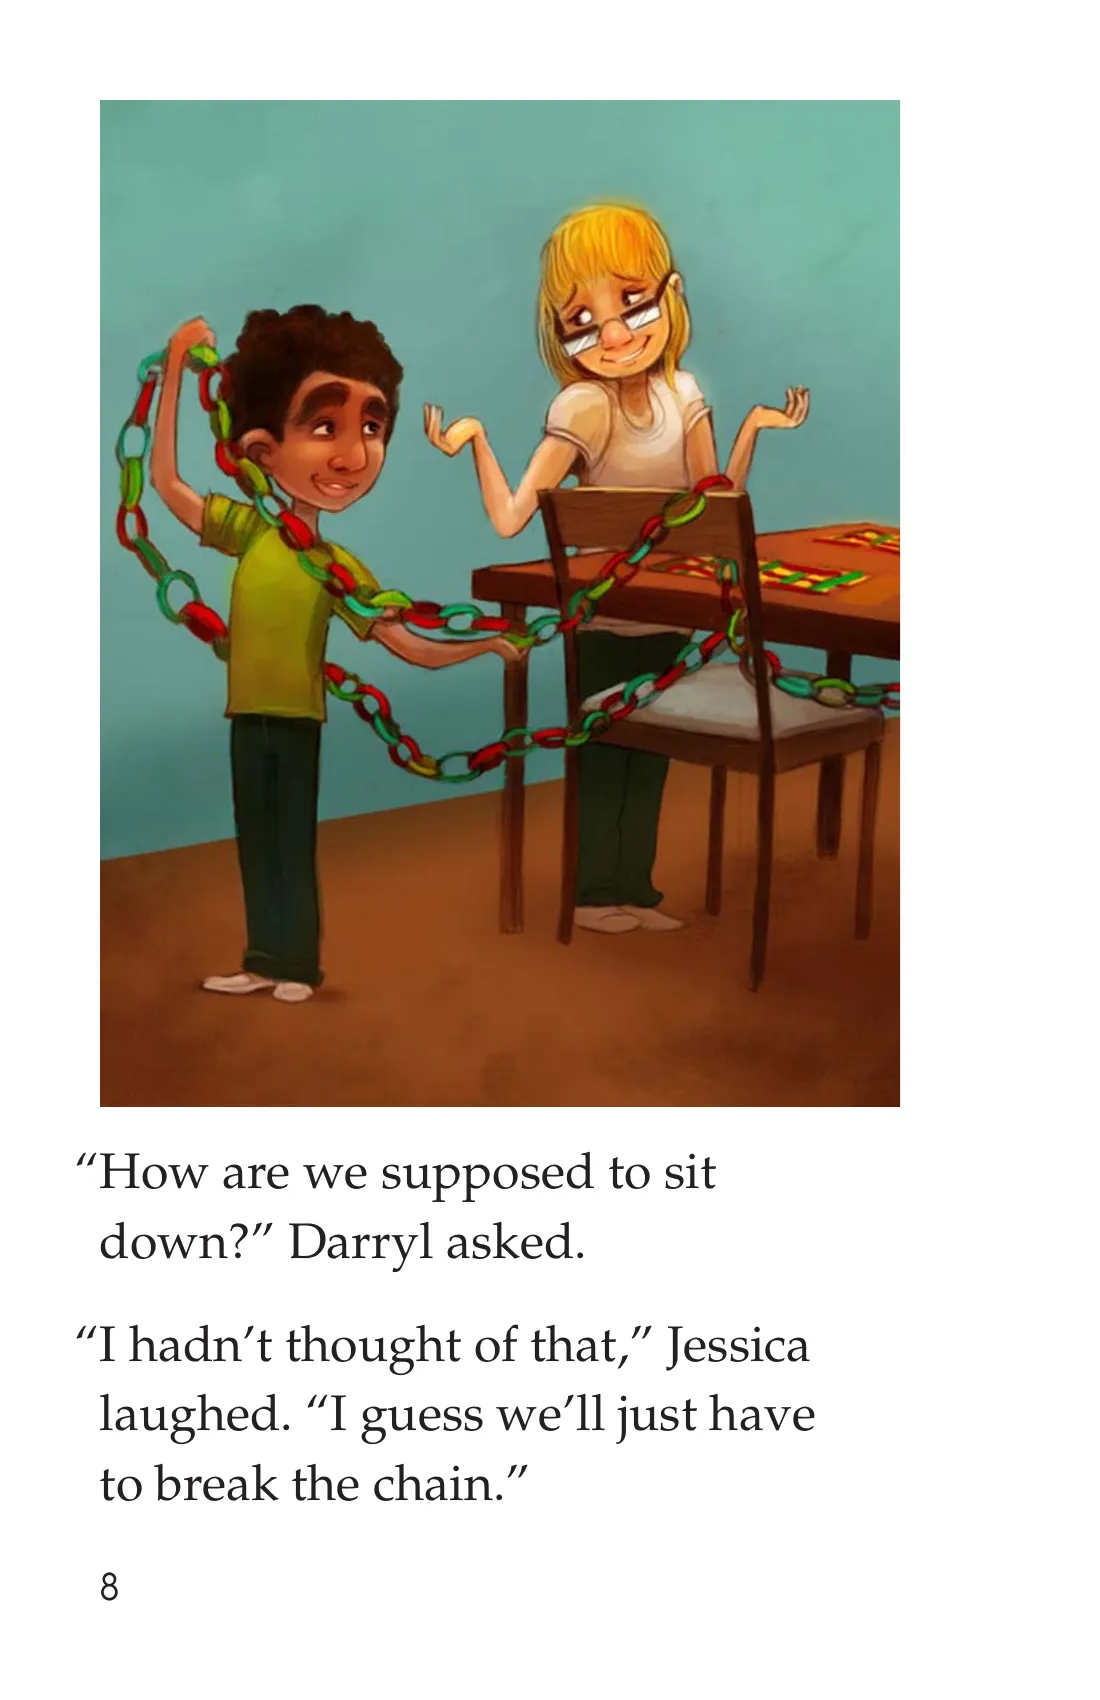 “How are we supposed to sit
down?” Darryl asked.
“I hadn’t thought of that,” Jessica
laughed. “I guess we’ll just have
to break the chain.”
8